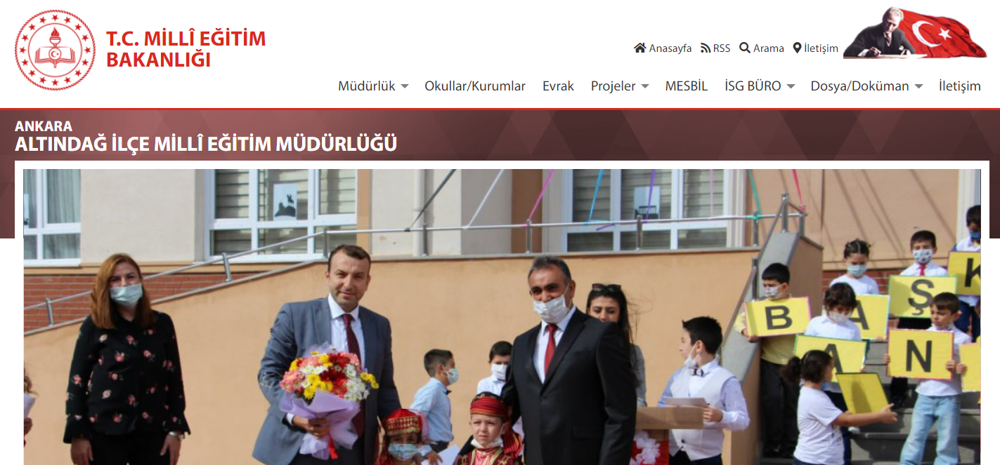 T.C. MİLLÎ EĞİTİM
BAKANLIĞI
Anasayfa RSS Arama İletişim
Müdürlük Okullar/Kurumlar Evrak Projeler MESBİL İSG BÜRO Dosya/Doküman İletişim
ANKARA
ALTINDAĞ İLÇE MİLLÎ EĞİTİM MÜDÜRLÜĞÜ
B A Ş K
A N